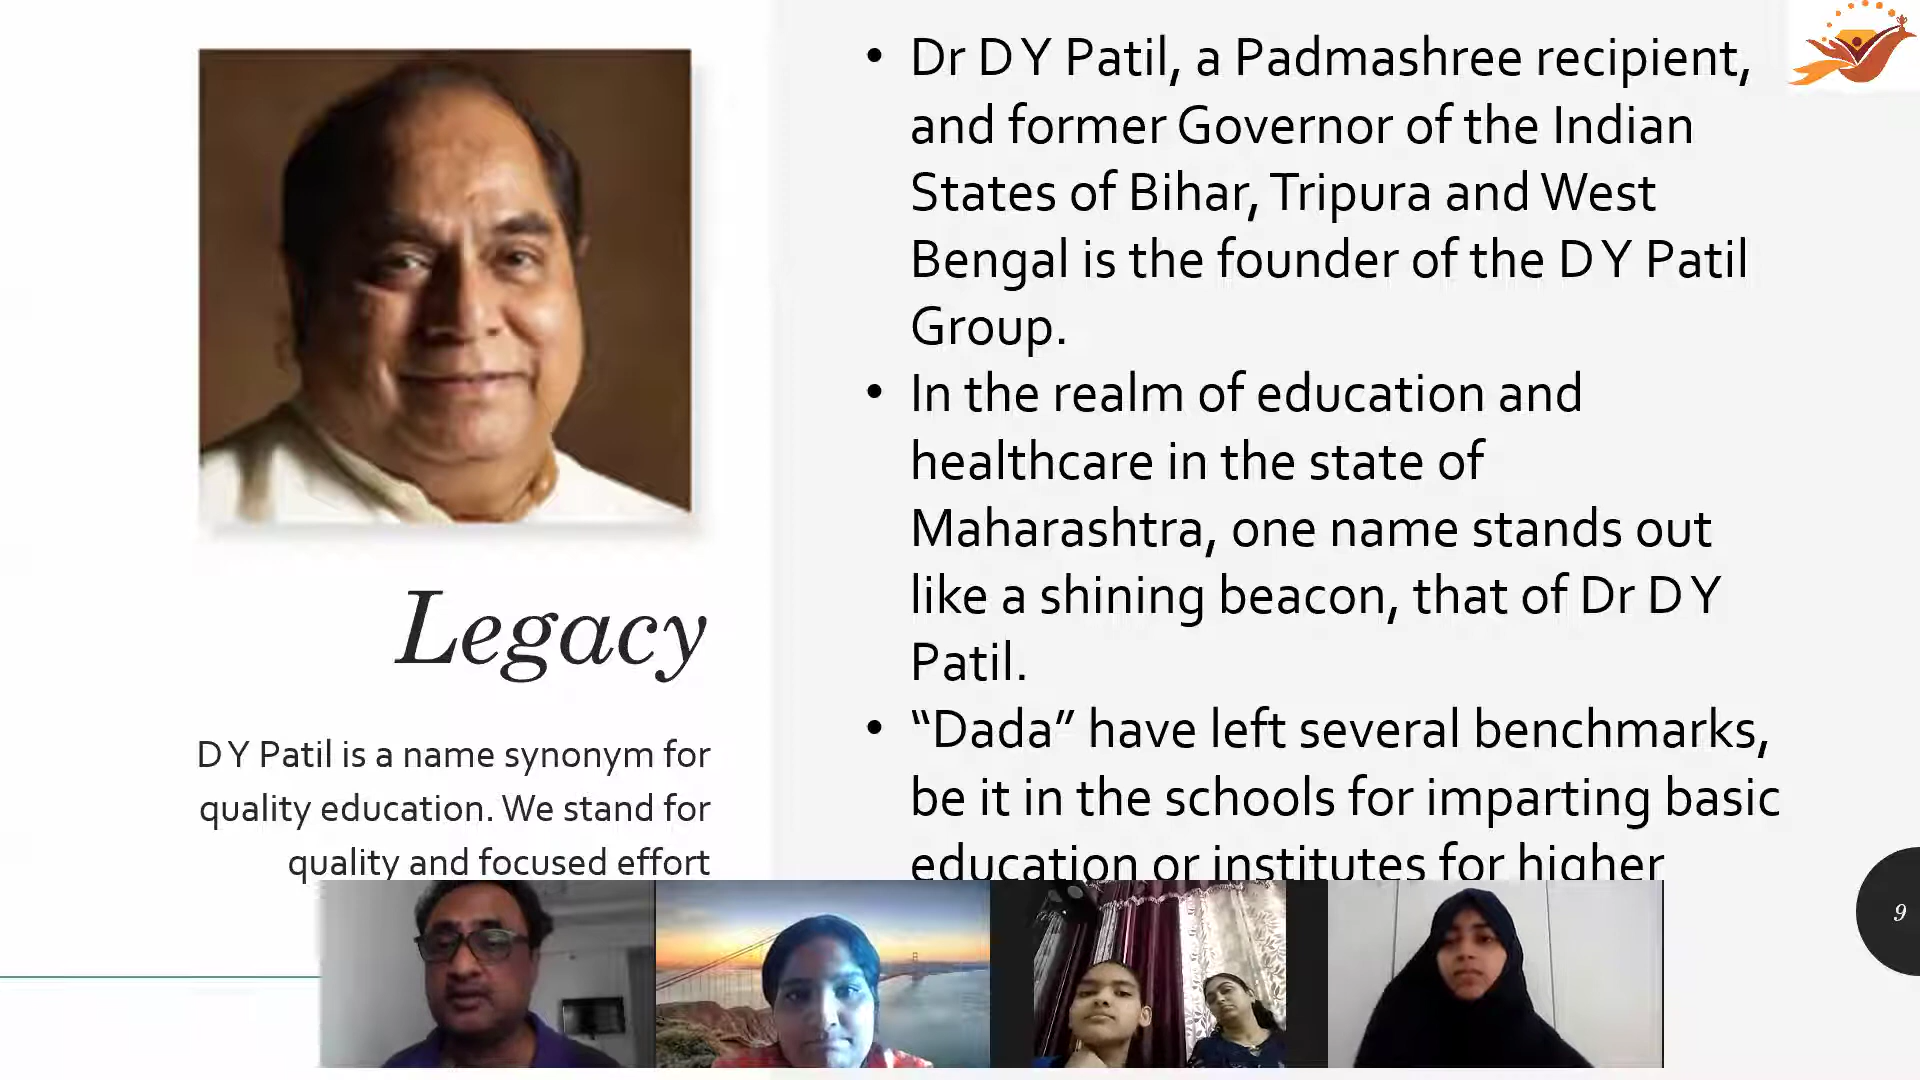 Legacy
D Y Patil is a name synonym for
quality education. We stand for
quality and focused effort
• Dr D Y Patil, a Padmashree recipient,
and former Governor of the Indian
States of Bihar, Tripura and West
Bengal is the founder of the D Y Patil
Group.
• In the realm of education and
healthcare in the state of
Maharashtra, one name stands out
like a shining beacon, that of Dr D Y
Patil.
• “Dada” have left several benchmarks,
be it in the schools for imparting basic
education or institutes for higher
9